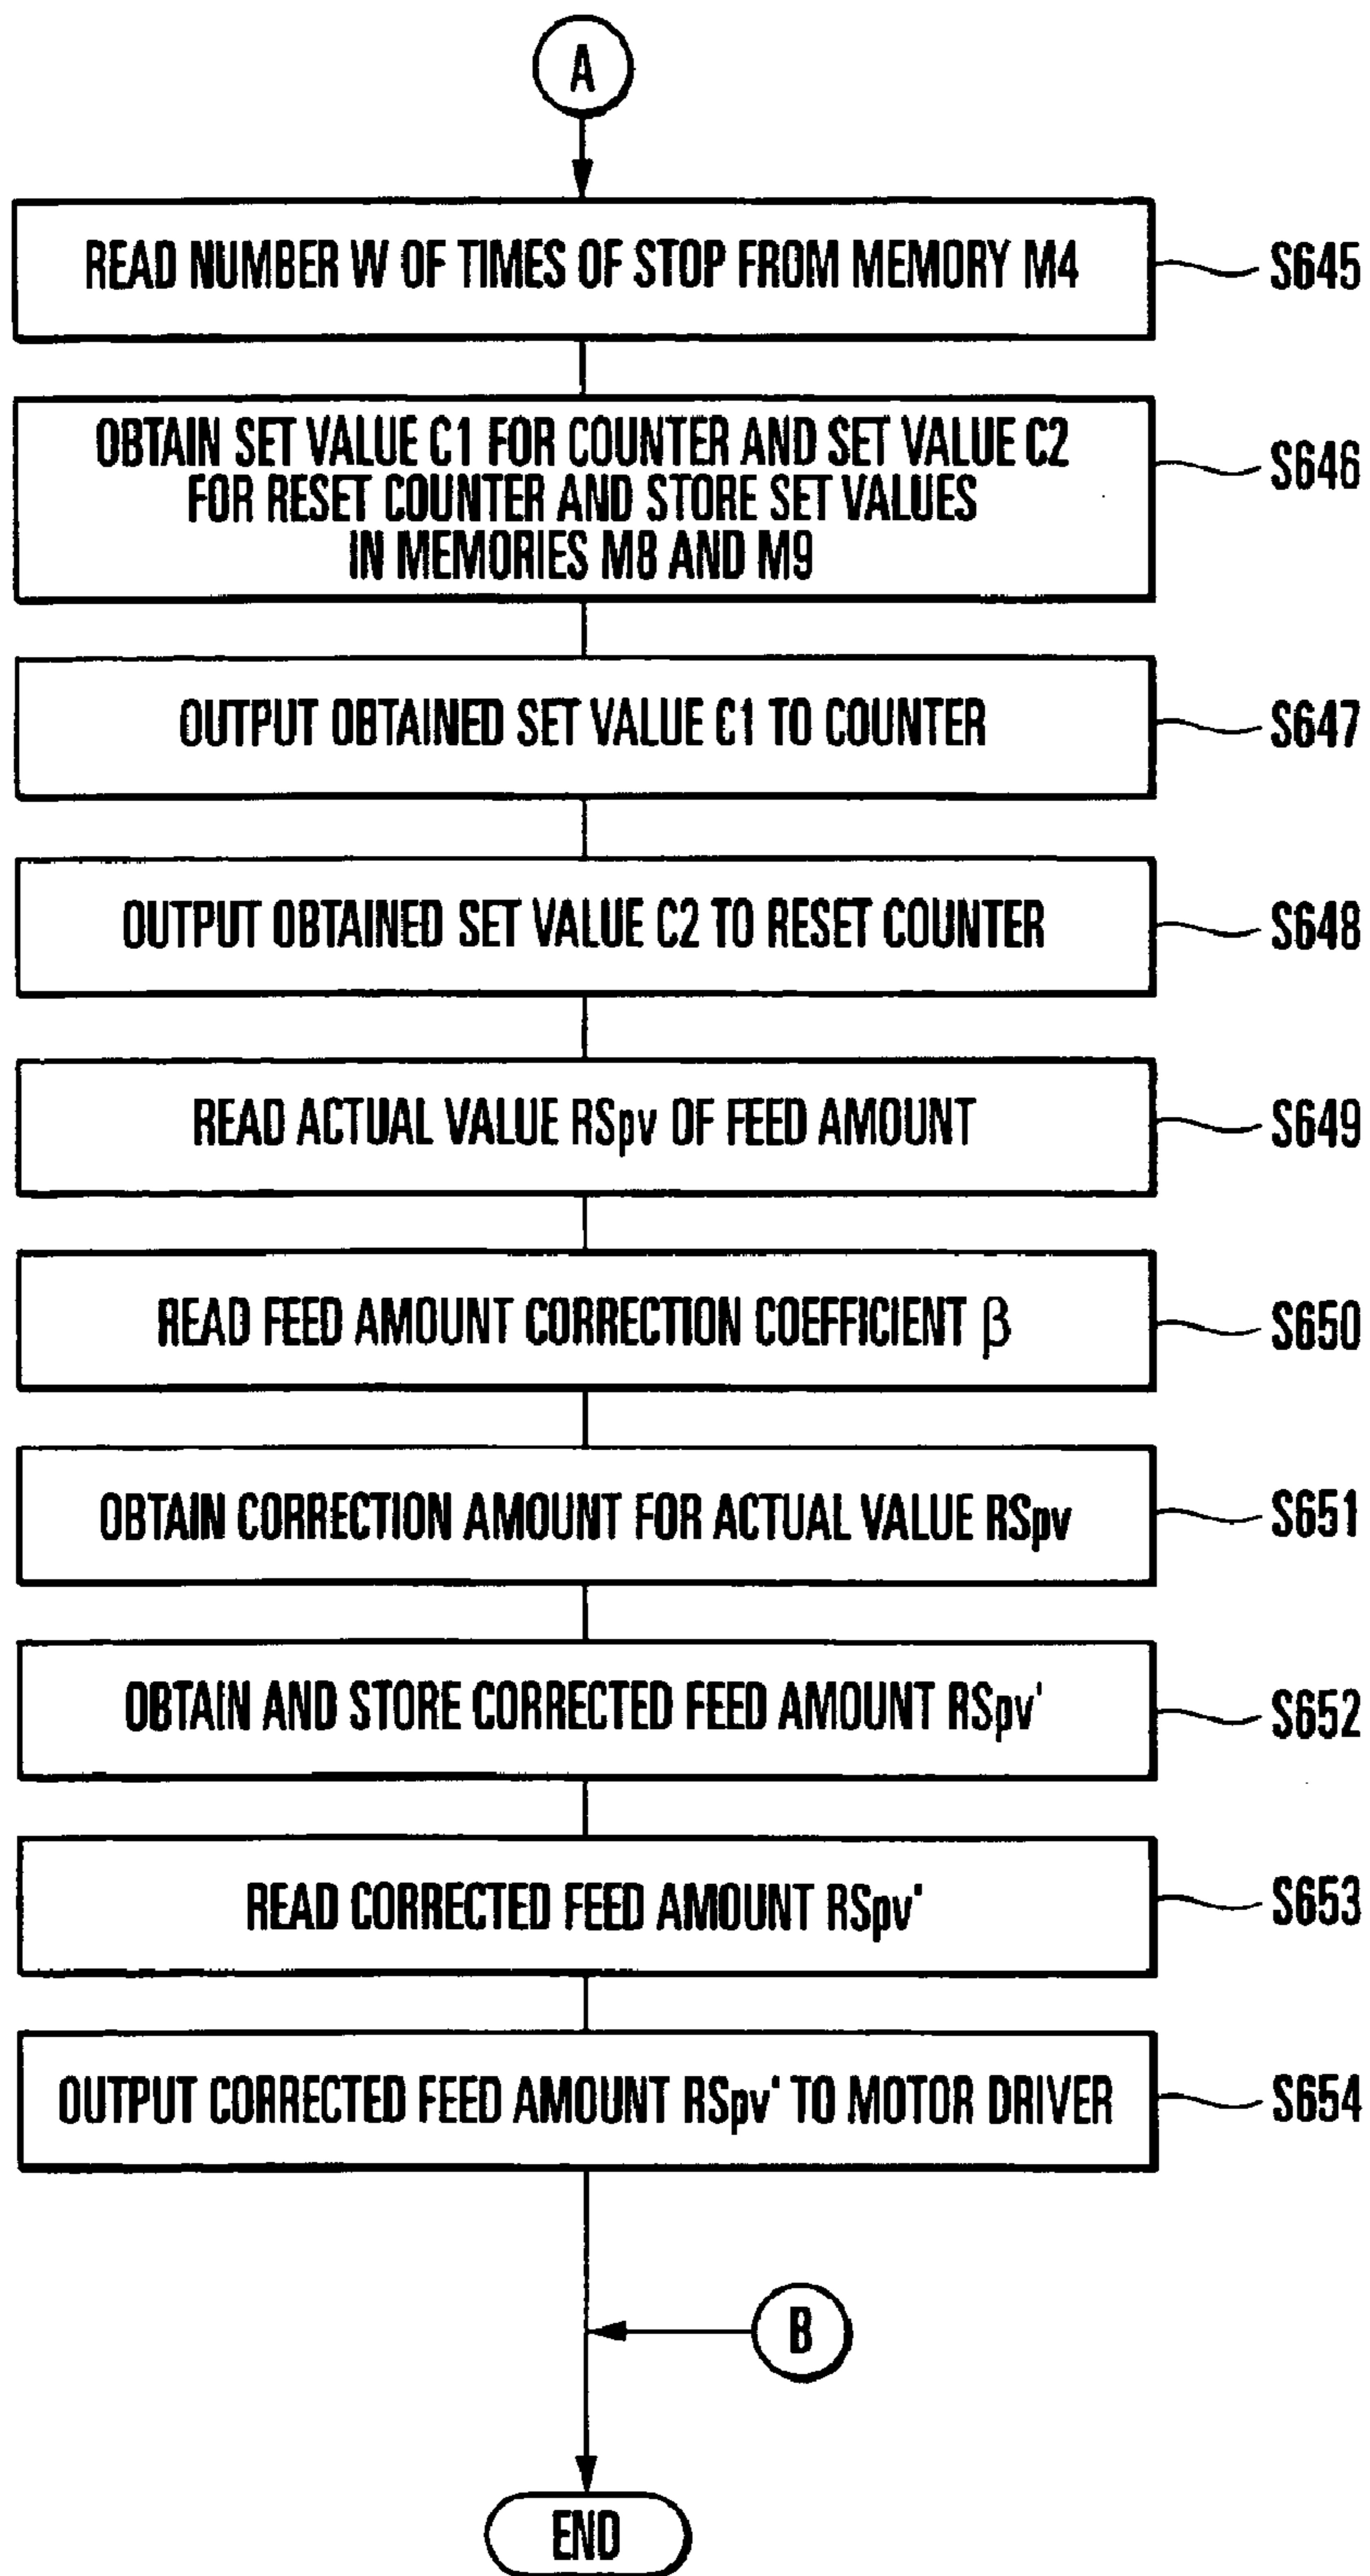 A
READ NUMBER W OF TIMES OF STOP FROM MEMORY M4
S645
OBTAIN SET VALUE C1 FOR COUNTER AND SET VALUE C2
FOR RESET COUNTER AND STORE SET VALUES
IN MEMORIES M8 AND M9
S646
OUTPUT OBTAINED SET VALUE C1 TO COUNTER
S647
OUTPUT OBTAINED SET VALUE C2 TO RESET COUNTER
S648
READ ACTUAL VALUE RSpv OF FEED AMOUNT
S649
READ FEED AMOUNT CORRECTION COEFFICIENT β
S650
OBTAIN CORRECTION AMOUNT FOR ACTUAL VALUE RSpv
S651
OBTAIN AND STORE CORRECTED FEED AMOUNT RSpv'
S652
READ CORRECTED FEED AMOUNT RSpv'
S653
OUTPUT CORRECTED FEED AMOUNT RSpv' TO MOTOR DRIVER
S654
B
END